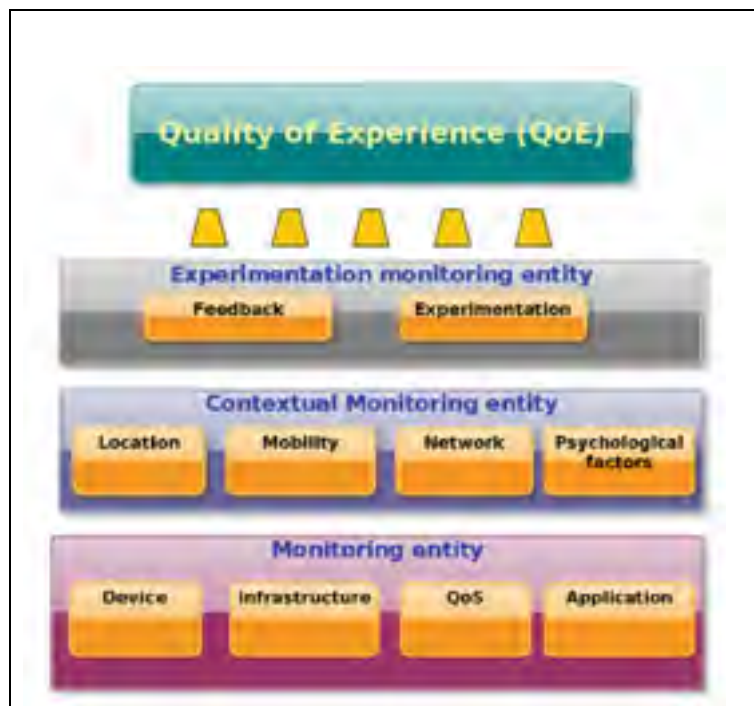 Quality of Experience (QoE)
Experimentation monitoring entity
Feedback
Experimentation
Contextual Monitoring entity
Location
Mobility
Network
Psychological
factors
Monitoring entity
Device
Infrastructure
QoS
Application